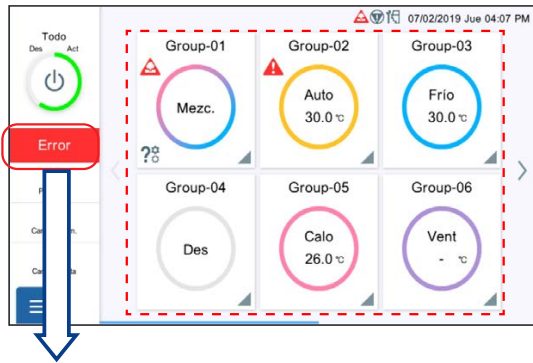 Todo
Des Act
Error
07/02/2019 Jue 04:07 PM
Group-01
Mezc.
?
Group-02
Auto
30.0 ℃
Group-03
Frío
30.0 ℃
Group-04
Des
Group-05
Calo
26.0 ℃
Group-06
Vent
- ℃